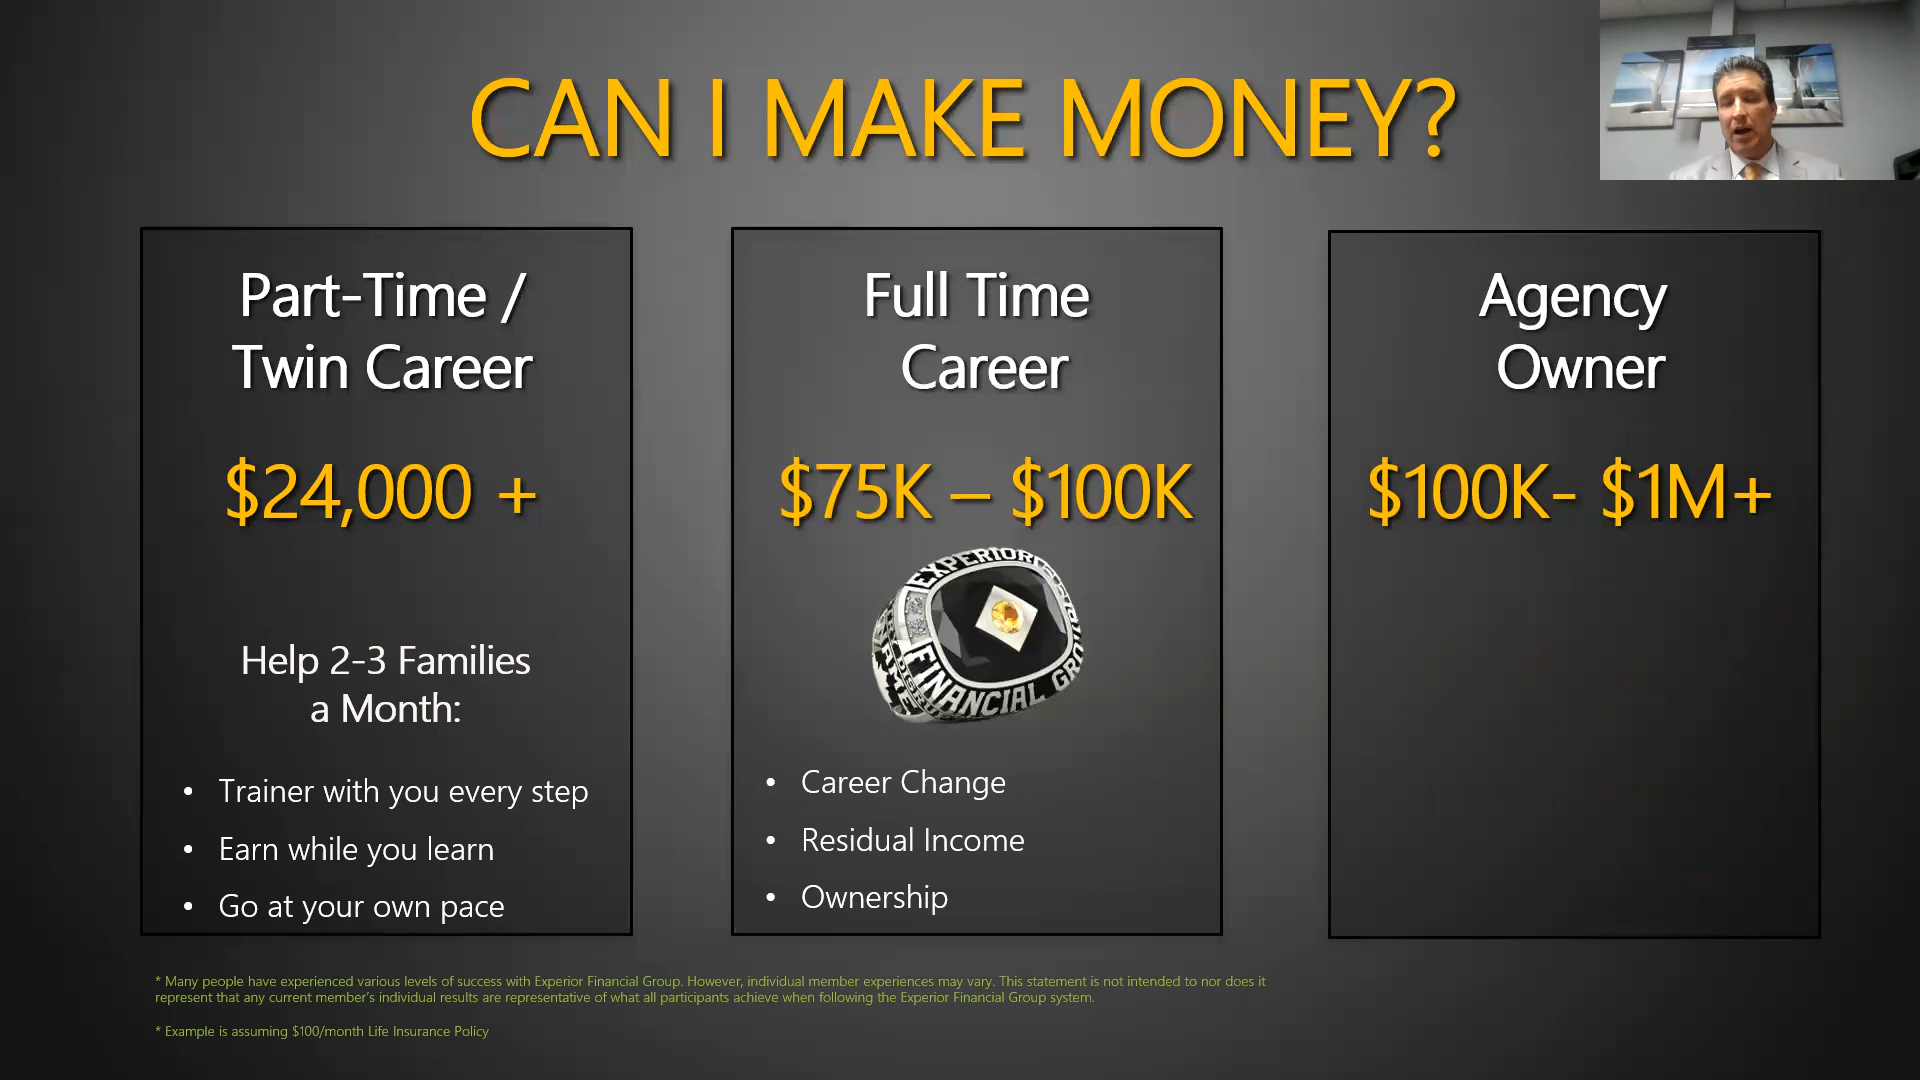 CAN I MAKE MONEY?
Part-Time /
Twin Career
$24,000 +
Help 2-3 Families
a Month:
• Trainer with you every step
• Earn while you learn
• Go at your own pace
Full Time
Career
$75K – $100K
EXPERIOR
FINANCIAL GROUP
• Career Change
• Residual Income
• Ownership
Agency
Owner
$100K- $1M+
* Many people have experienced various levels of success with Experior Financial Group. However, individual member experiences may vary. This statement is not intended to nor does it
represent that any current member's individual results are representative of what all participants achieve when following the Experior Financial Group system.
* Example is assuming $100/month Life Insurance Policy